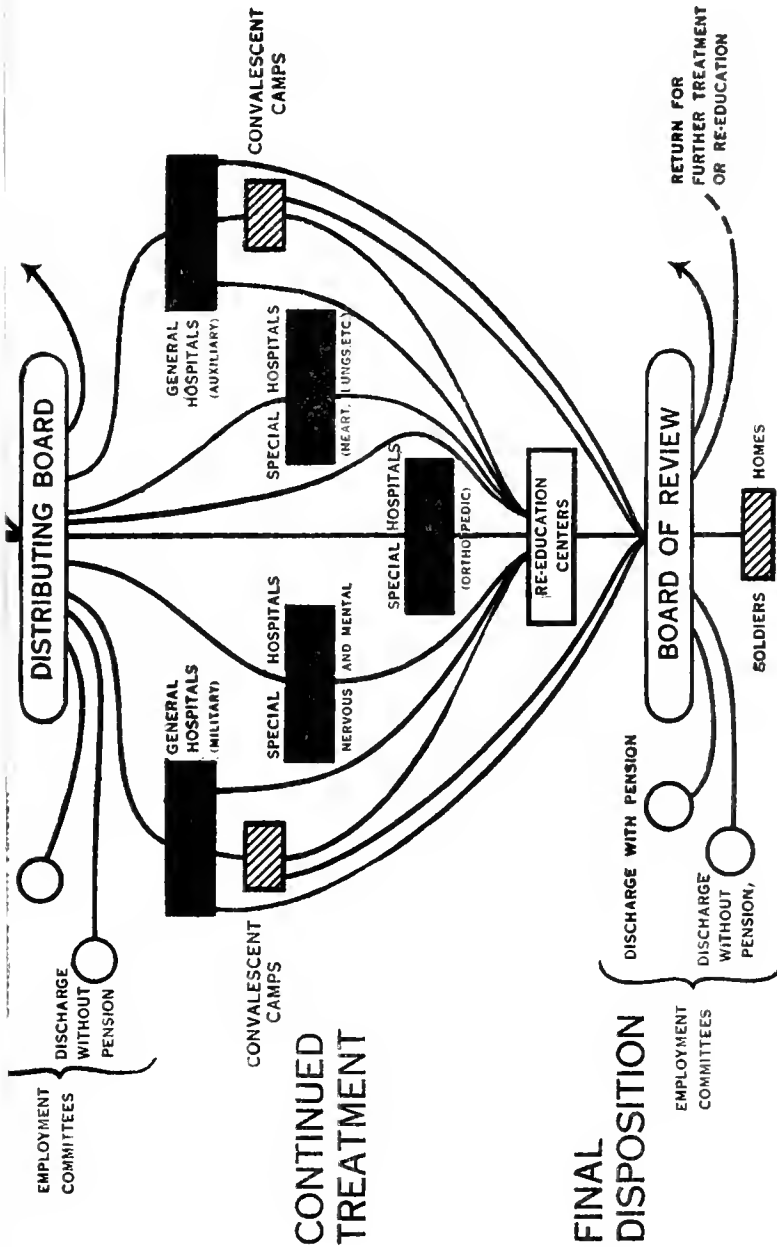 DISTRIBUTING BOARD
EMPLOYMENT
COMMITTEES
DISCHARGE
WITHOUT
PENSION
GENERAL
HOSPITALS
(MILITARY)
GENERAL
HOSPITALS
(AUXILIARY)
CONVALESCENT
CAMPS
CONVALESCENT
CAMPS
CONTINUED
TREATMENT
SPECIAL HOSPITALS
NERVOUS AND MENTAL
SPECIAL HOSPITALS
(HEART, LUNGS, ETC)
SPECIAL HOSPITALS
(ORTHOPEDIC)
RE-EDUCATION
CENTERS
FINAL
DISPOSITION
BOARD OF REVIEW
DISCHARGE WITH PENSION
DISCHARGE
WITHOUT
PENSION,
EMPLOYMENT
COMMITTEES
SOLDIERS HOMES
RETURN FOR
FURTHER TREATMENT
OR RE-EDUCATION